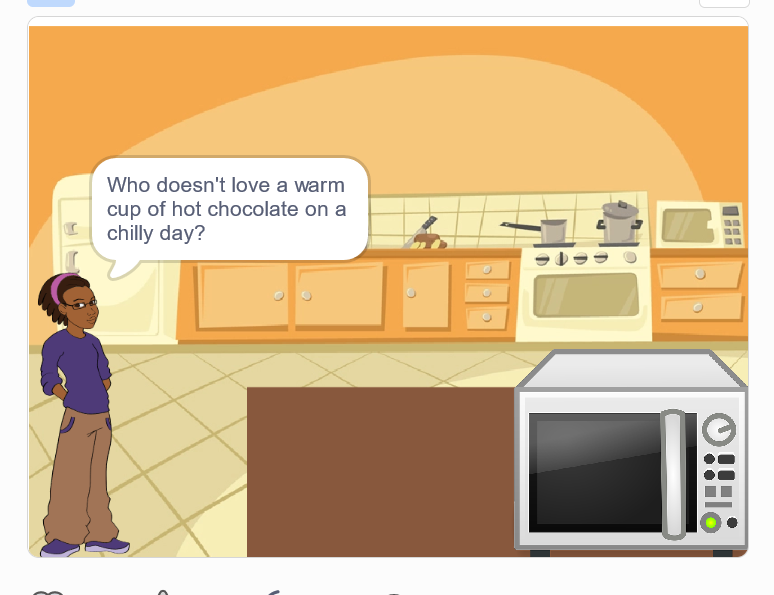 Who doesn't love a warm
cup of hot chocolate on a
chilly day?